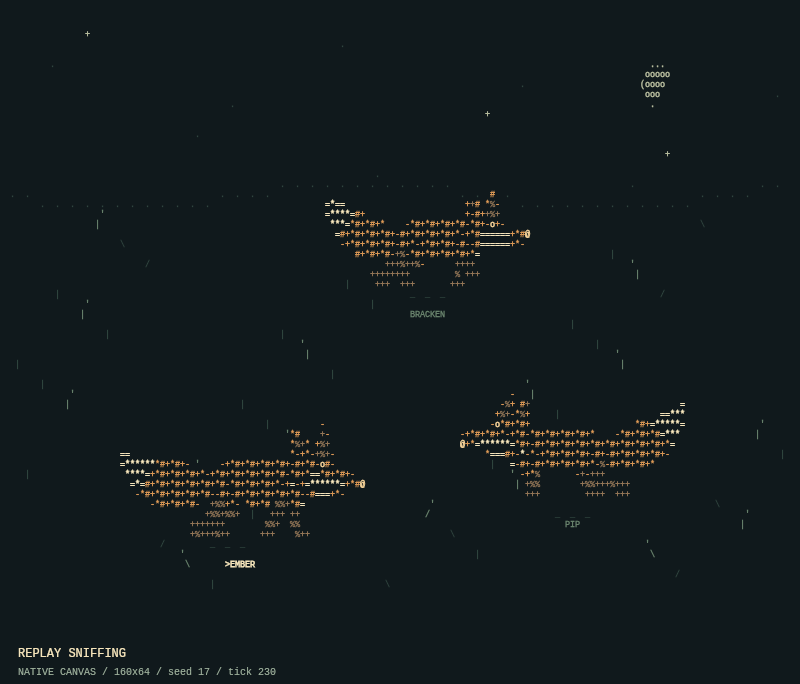 BRACKEN
PIP
>EMBER
REPLAY SNIFFING
NATIVE CANVAS / 160x64 / seed 17 / tick 230